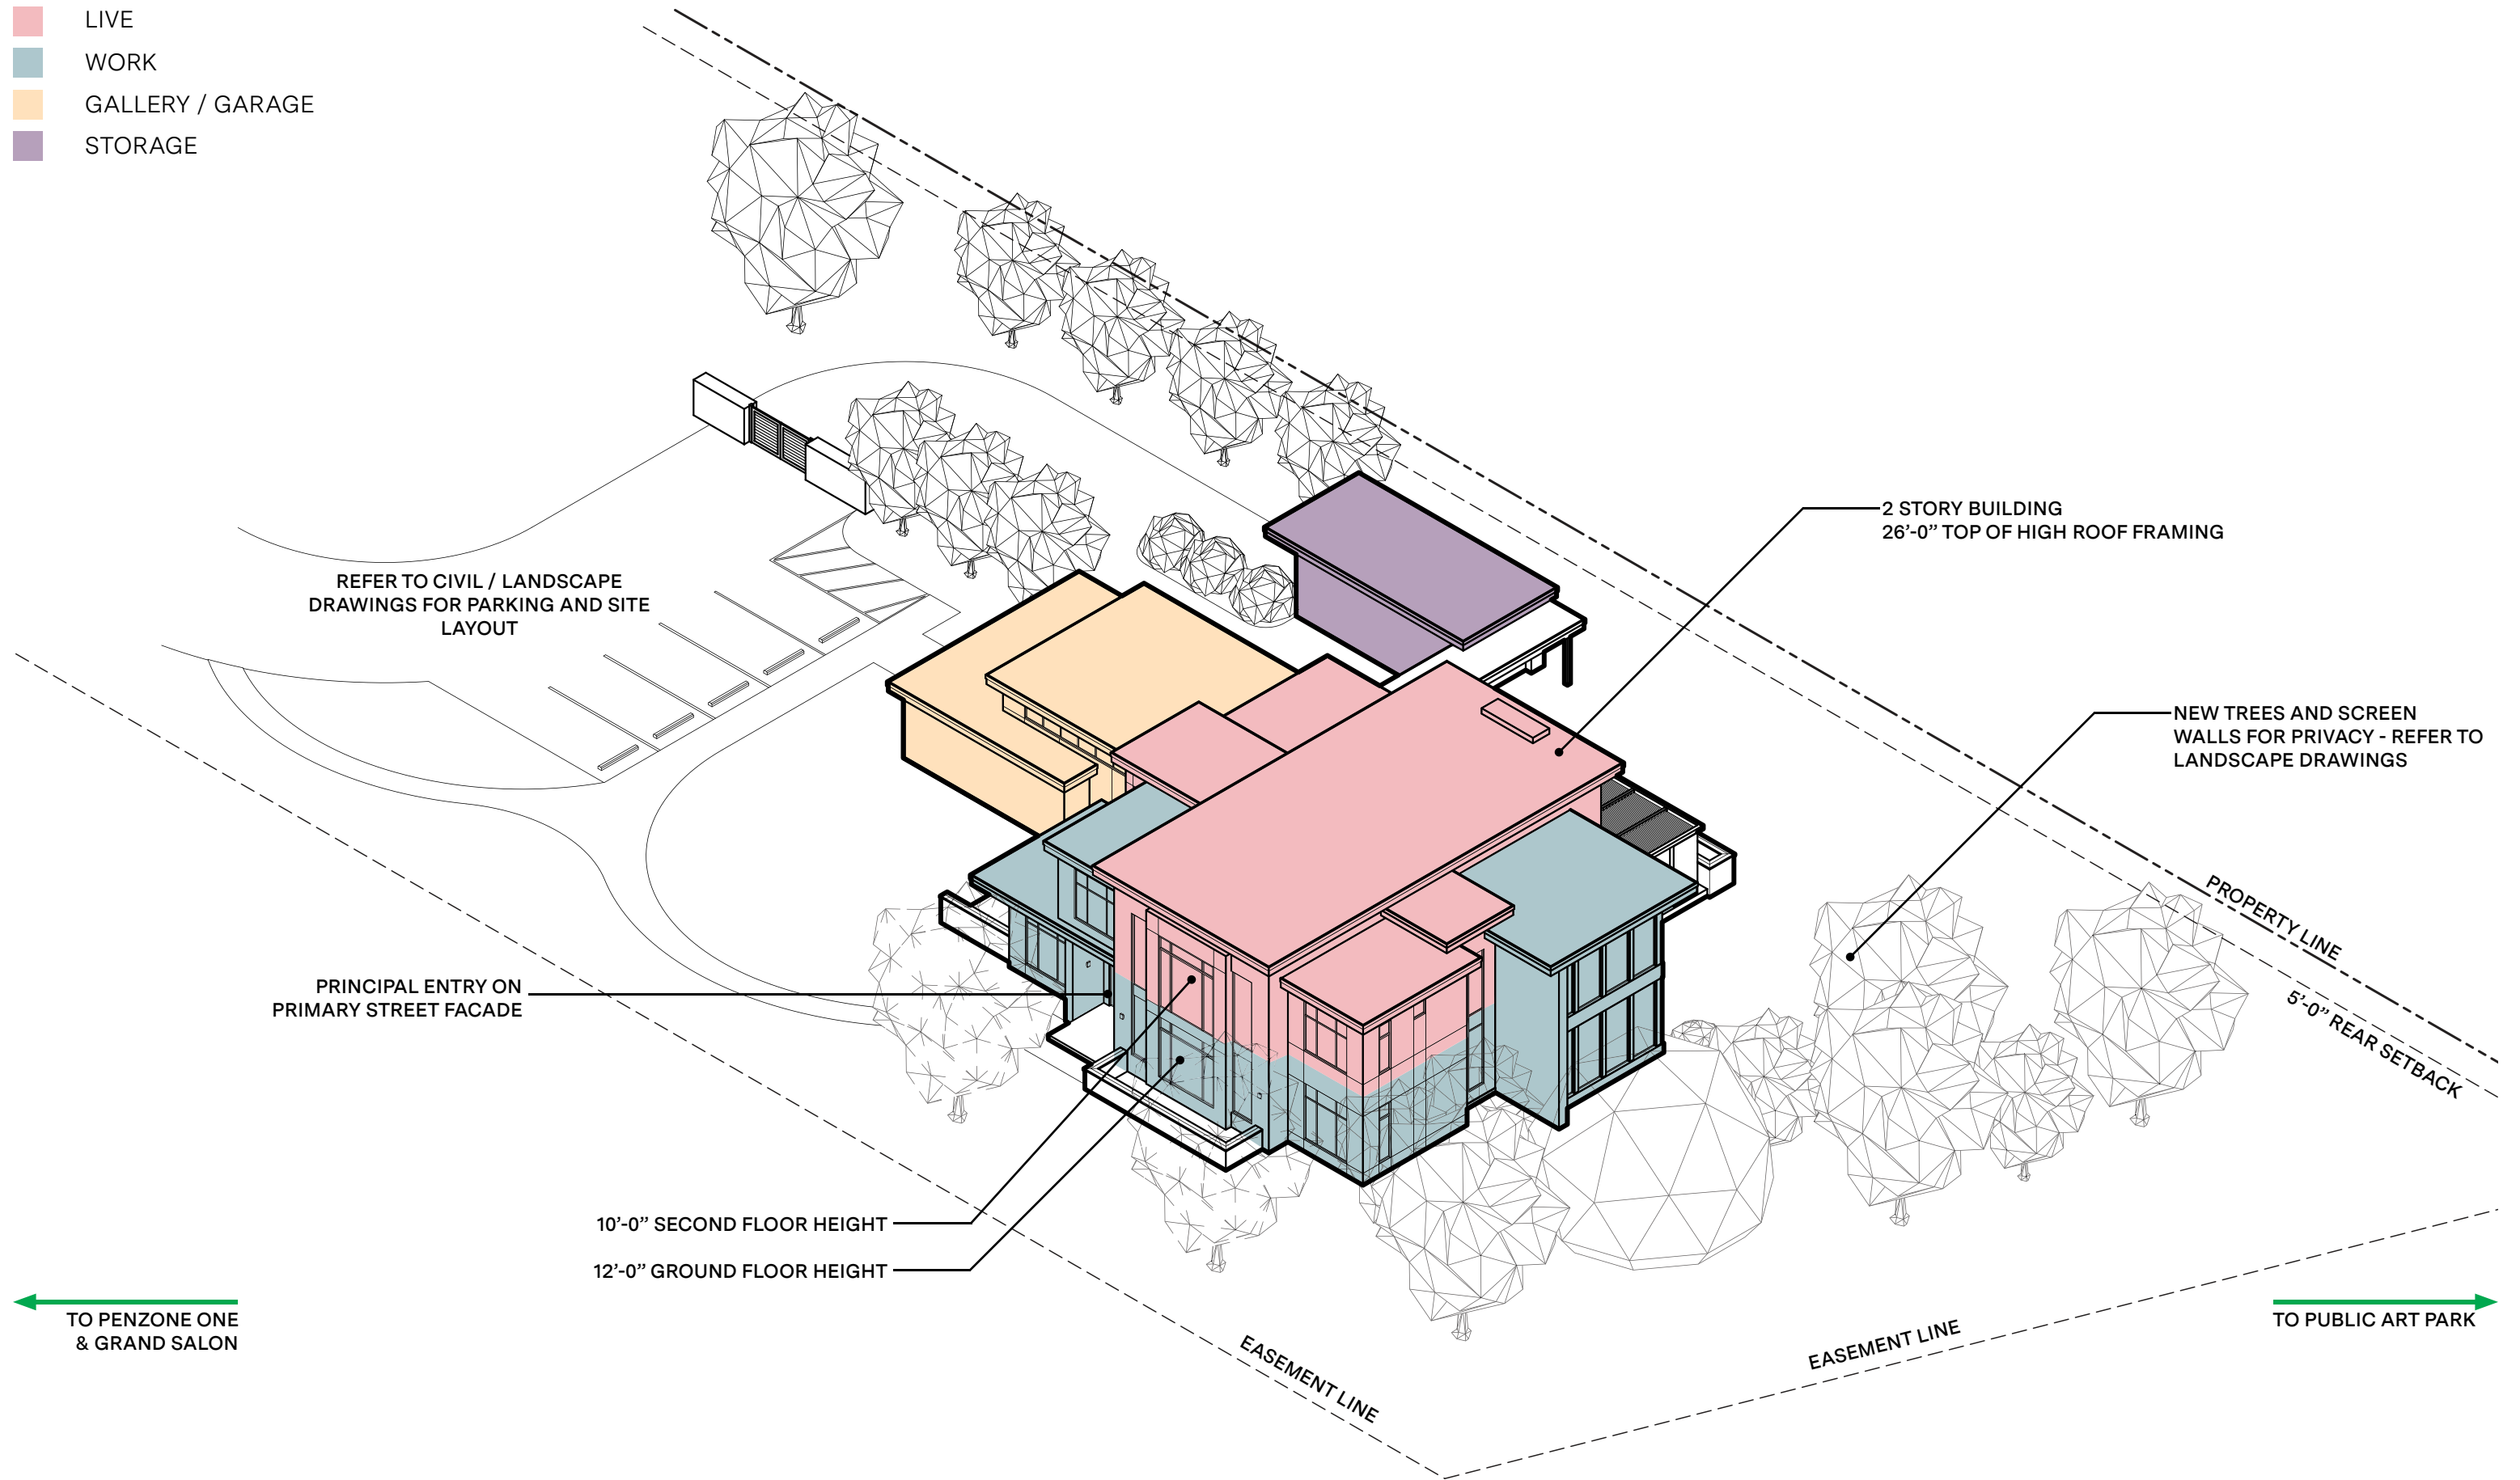 LIVE
WORK
GALLERY / GARAGE
STORAGE
2 STORY BUILDING
26’-0” TOP OF HIGH ROOF FRAMING
REFER TO CIVIL / LANDSCAPE
DRAWINGS FOR PARKING AND SITE
LAYOUT
NEW TREES AND SCREEN
WALLS FOR PRIVACY - REFER TO
LANDSCAPE DRAWINGS
PROPERTY LINE
5’-0” REAR SETBACK
PRINCIPAL ENTRY ON
PRIMARY STREET FACADE
10’-0” SECOND FLOOR HEIGHT
12’-0” GROUND FLOOR HEIGHT
TO PENZONE ONE
& GRAND SALON
EASEMENT LINE
EASEMENT LINE
TO PUBLIC ART PARK